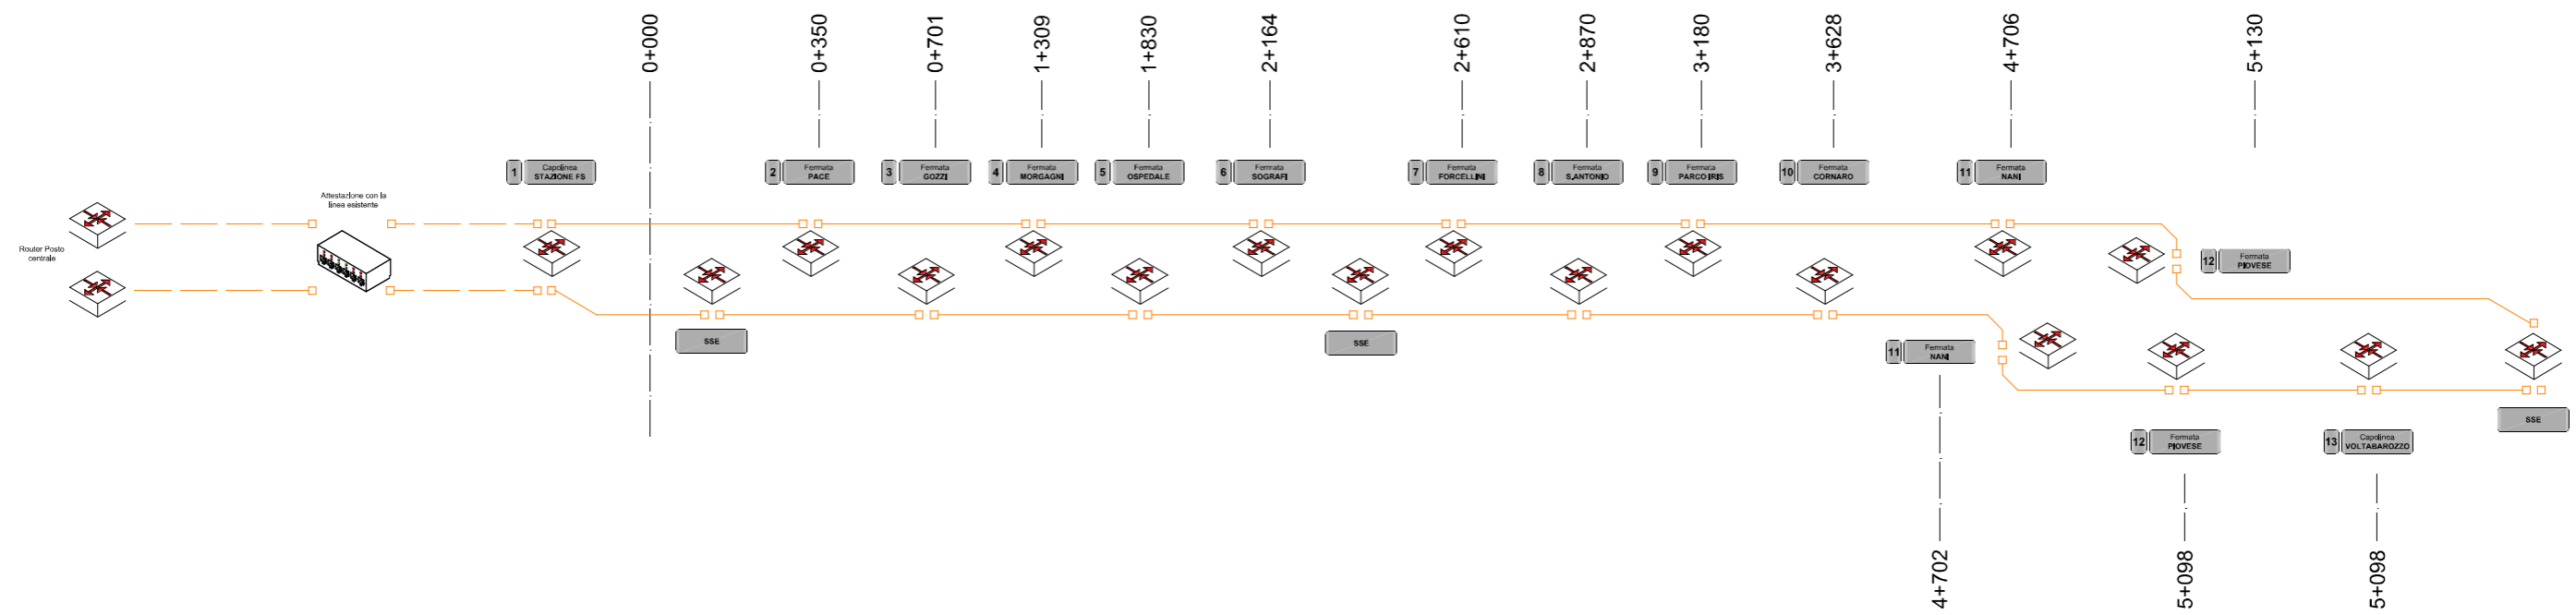 0+000
0+350
0+701
1+309
1+830
2+164
2+610
2+870
3+180
3+628
4+706
5+130
1 Capolinea
STAZIONE FS
2 Fermata
PACE
3 Fermata
GOZZI
4 Fermata
MORGAGNI
5 Fermata
OSPEDALE
6 Fermata
SOGRAFI
7 Fermata
FORCELLINI
8 Fermata
S.ANTONIO
9 Fermata
PARCO IRIS
10 Fermata
CORNARO
11 Fermata
NANI
Attestazione con la
linea esistente
Router Posto
centrale
12 Fermata
PIOVESE
SSE
SSE
11 Fermata
NANI
SSE
12 Fermata
PIOVESE
13 Capolinea
VOLTABAROZZO
4+702
5+098
5+098